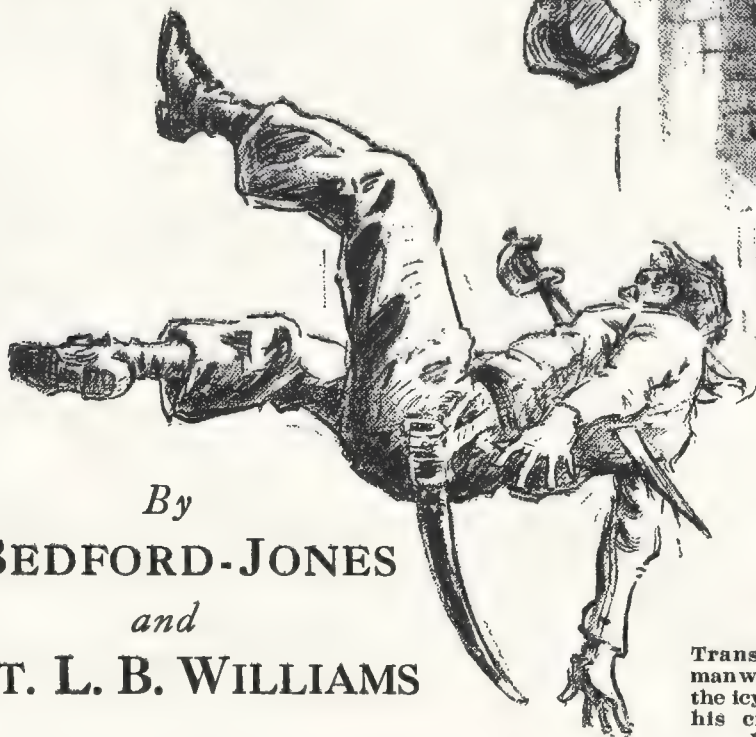 By
BEDFORD-JONES
and
T. L. B. WILLIAMS
Trans
man w
the icy
his c